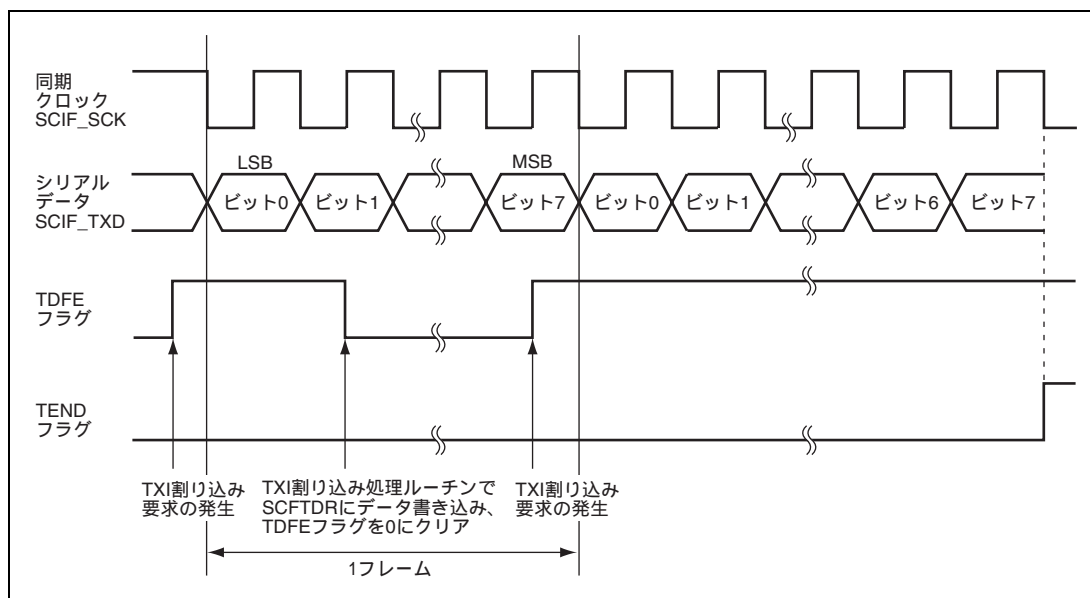 同期
クロック
SCIF_SCK
LSB
MSB
シリアル
データ
SCIF_TXD
ビット0
ビット1
ビット7
ビット0
ビット1
ビット6
ビット7
TDFE
フラグ
TEND
フラグ
TXI割り込み
要求の発生
TXI割り込み処理ルーチンで
SCFTDRにデータ書き込み、
TDFEフラグを0にクリア
TXI割り込み
要求の発生
1フレーム